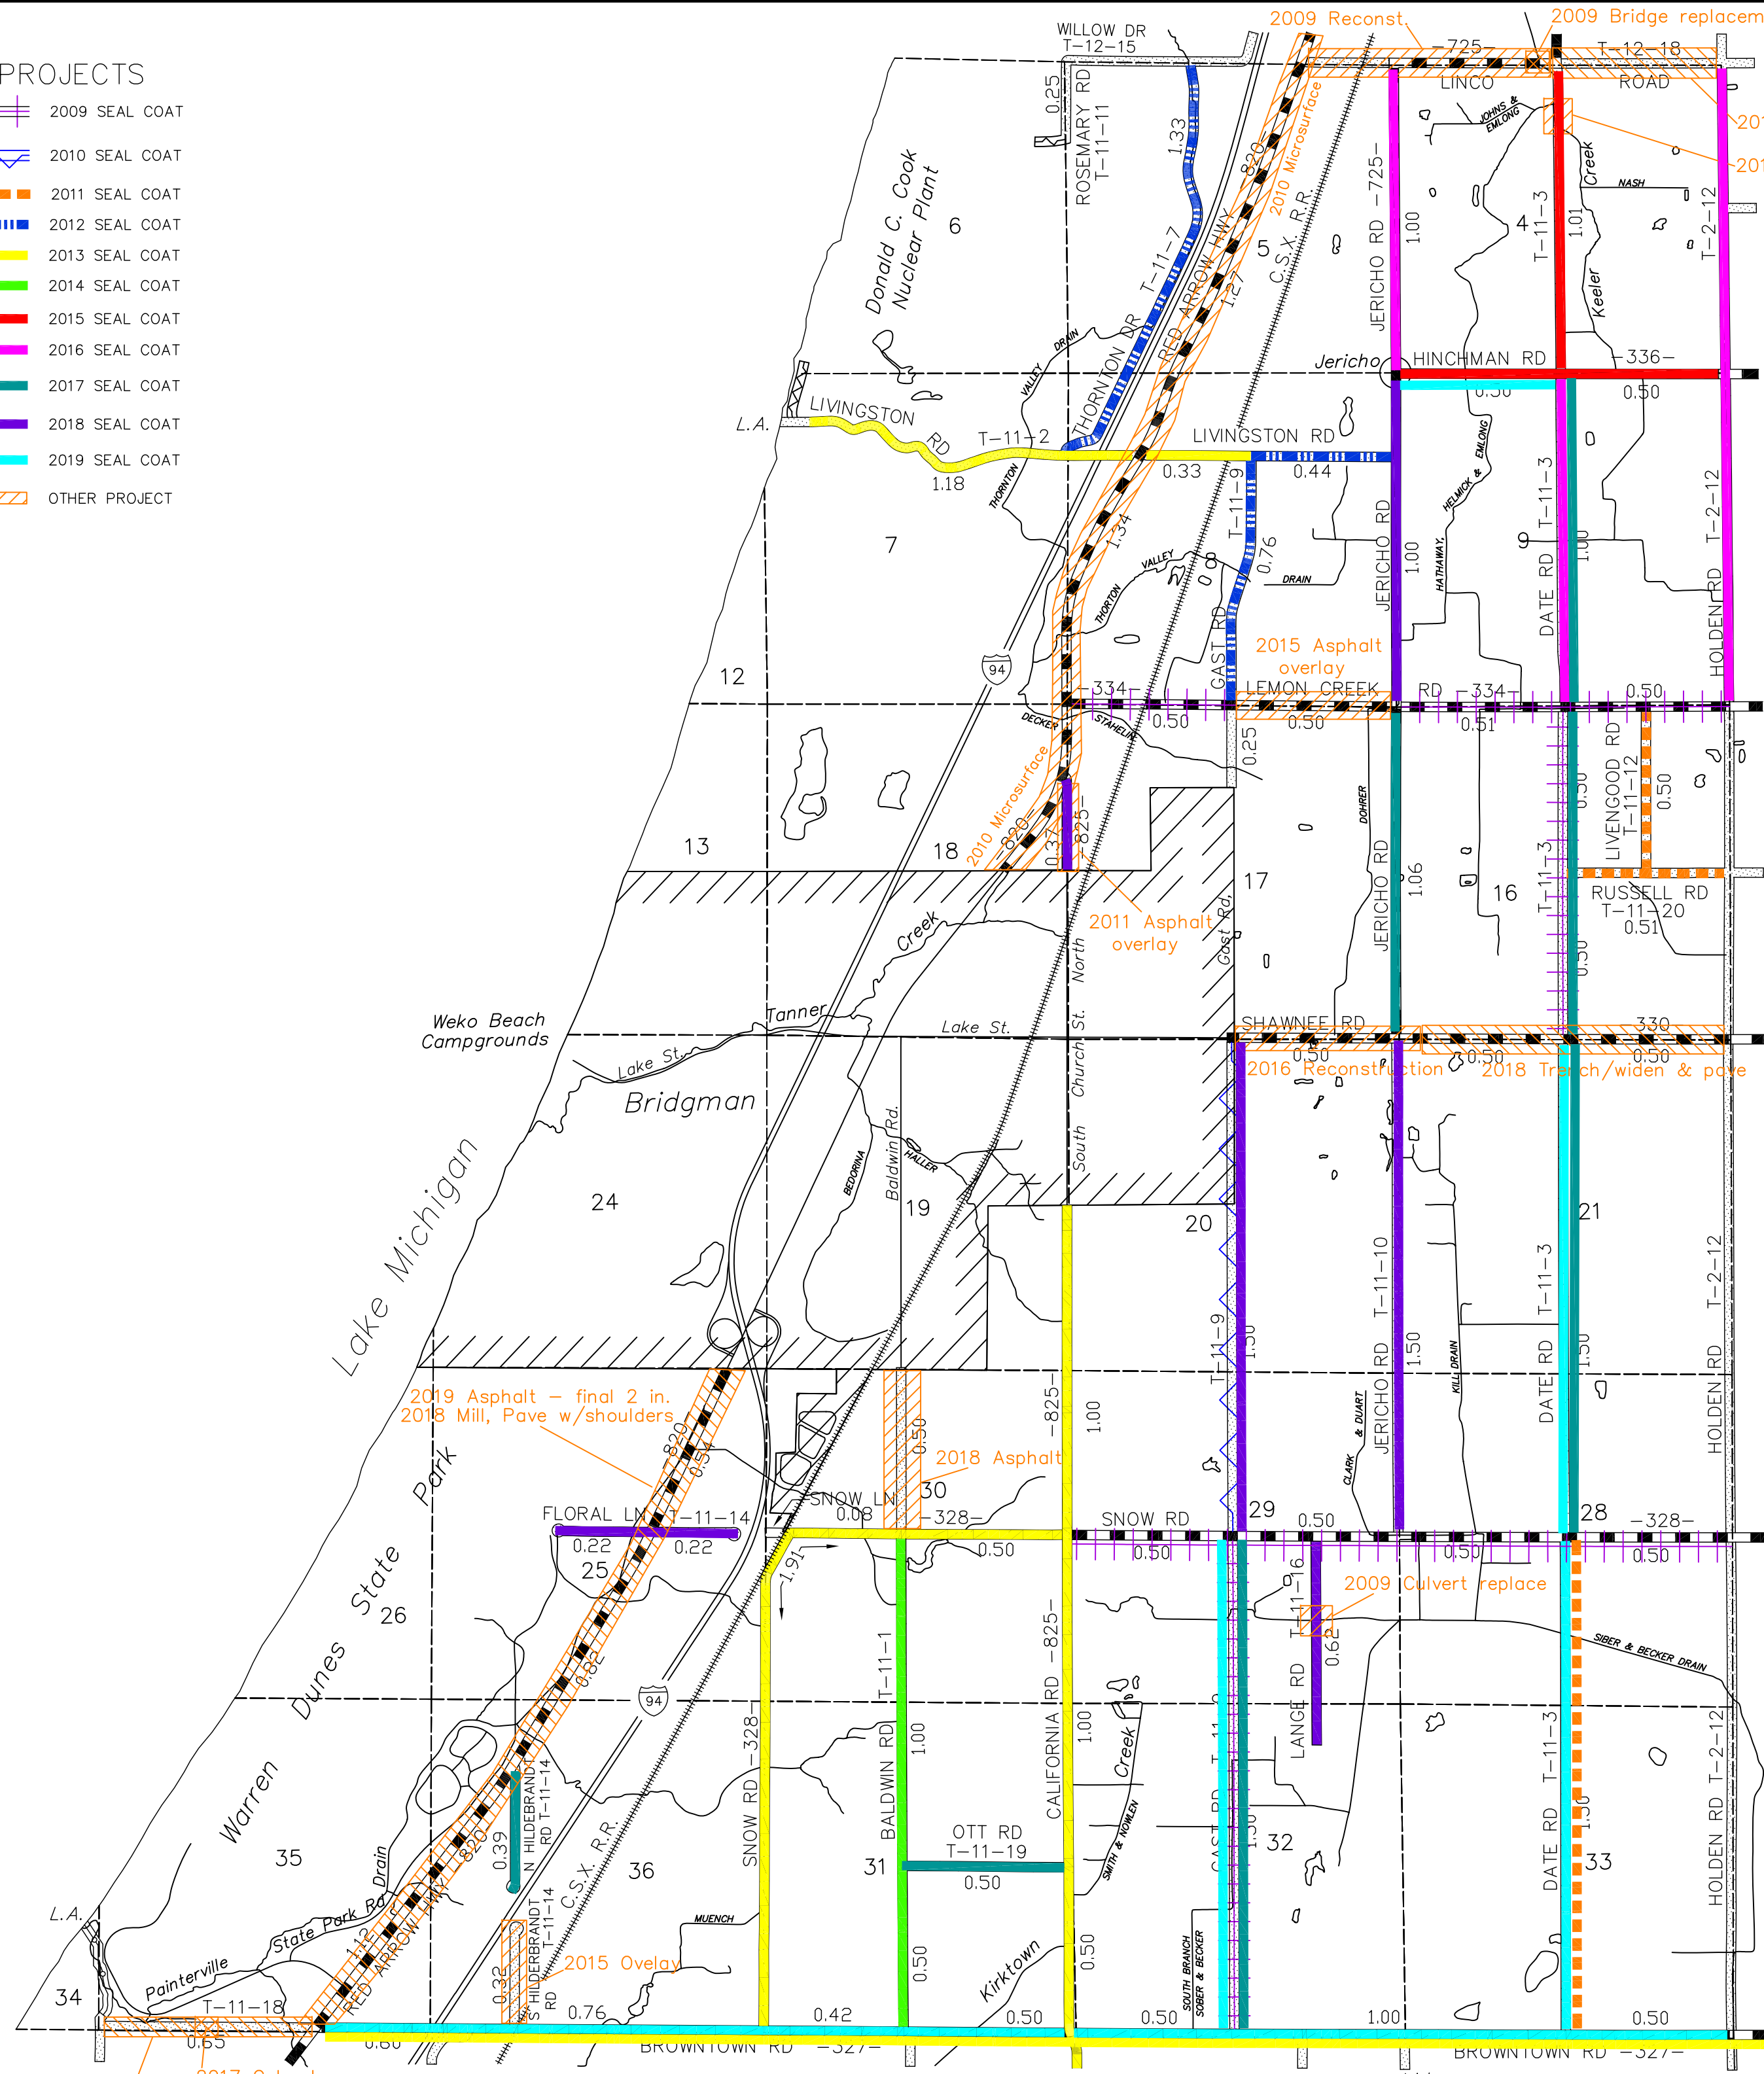 PROJECTS
2009 SEAL COAT
2010 SEAL COAT
2011 SEAL COAT
2012 SEAL COAT
2013 SEAL COAT
2014 SEAL COAT
2015 SEAL COAT
2016 SEAL COAT
2017 SEAL COAT
2018 SEAL COAT
2019 SEAL COAT
OTHER PROJECT
WILLOW DR
T-12-15
2009 Reconst.
2009 Bridge replacem
-725-
T-12-18
LINCO
ROAD
0.25
ROSEMARY RD
T-11-11
1.33
T-11-7
THORNTON DR
-820-
2010 Microsurface
RED ARROW HWY
1.27
C.S.X. R.R.
Donald C. Cook
Nuclear Plant
6
5
4
JERICHO RD -725-
1.00
JOHNS &
EMLONG
Creek
Keeler
NASH
T-11-3
1.01
T-2-12
201
201
Jericho
HINCHMAN RD
-336-
0.50
0.50
VALLEY
DRAIN
THORNTON
L.A.
LIVINGSTON
RD
T-11-2
1.18
LIVINGSTON RD
0.33
0.44
T-11-9
0.76
GAST RD
1.34
7
THORTON
VALLEY
DRAIN
JERICHO RD
1.00
HATHAWAY,
HELMICK & EMLONG
9
DATE RD
T-11-3
1.00
HOLDEN RD
T-2-12
12
94
2015 Asphalt
overlay
-334-
0.50
LEMON CREEK
0.50
RD -334-
0.51
0.50
DECKER
STAHELIN
0.25
13
18
2010 Microsurface
-820-
0.37
-825-
2011 Asphalt
overlay
17
Gast Rd,
DOHRER
JERICHO RD
1.06
16
T-11-3
0.50
0.50
LIVENGOOD RD
T-11-12
0.50
RUSSELL RD
T-11-20
0.51
Creek
Tanner
North
Church St.
South
Weko Beach
Campgrounds
Lake St.
Lake St.
Bridgman
SHAWNEE RD
330
0.50
0.50
0.50
2016 Reconstruction
2018 Trench/widen & pave
Lake Michigan
24
BEDORINA
Baldwin Rd.
HALLER
19
20
21
T-11-9
1.50
JERICHO RD T-11-10
1.50
KILL DRAIN
CLARK & DUART
DATE RD
T-11-3
1.50
HOLDEN RD
T-2-12
2019 Asphalt – final 2 in.
2018 Mill, Pave w/shoulders
-820-
0.54
0.50
2018 Asphalt
30
-825-
1.00
FLORAL LN
T-11-14
0.22
0.22
25
26
SNOW LN
0.08
-328-
0.50
1.91
SNOW RD
0.50
29
0.50
0.50
28
-328-
0.50
2009 Culvert replace
Warren Dunes State Park
0.82
94
SNOW RD -328-
BALDWIN RD
T-11-1
1.00
CALIFORNIA RD -825-
1.00
Creek
SMITH & NOWLEN
LANGE RD
T-11-16
0.62
SIBER & BECKER DRAIN
DATE RD
T-11-3
1.50
HOLDEN RD T-2-12
35
36
31
32
33
34
OTT RD
T-11-19
0.50
0.39
N HILDEBRANDT
RD T-11-14
C.S.X. R.R.
820
1.12
RED ARROW HWY
State Park Rd
Drain
Painterville
L.A.
MUENCH
S HILDERBRANDT
RD
T-11-14
0.32
2015 Ovelay
T-11-18
0.65
0.60
0.76
0.42
0.50
Kirktown
0.50
0.50
SOUTH BRANCH
SOBER & BECKER
GAST RD
1.50
0.50
1.00
0.50
BROWNTOWN RD -327-
BROWNTOWN RD -327-